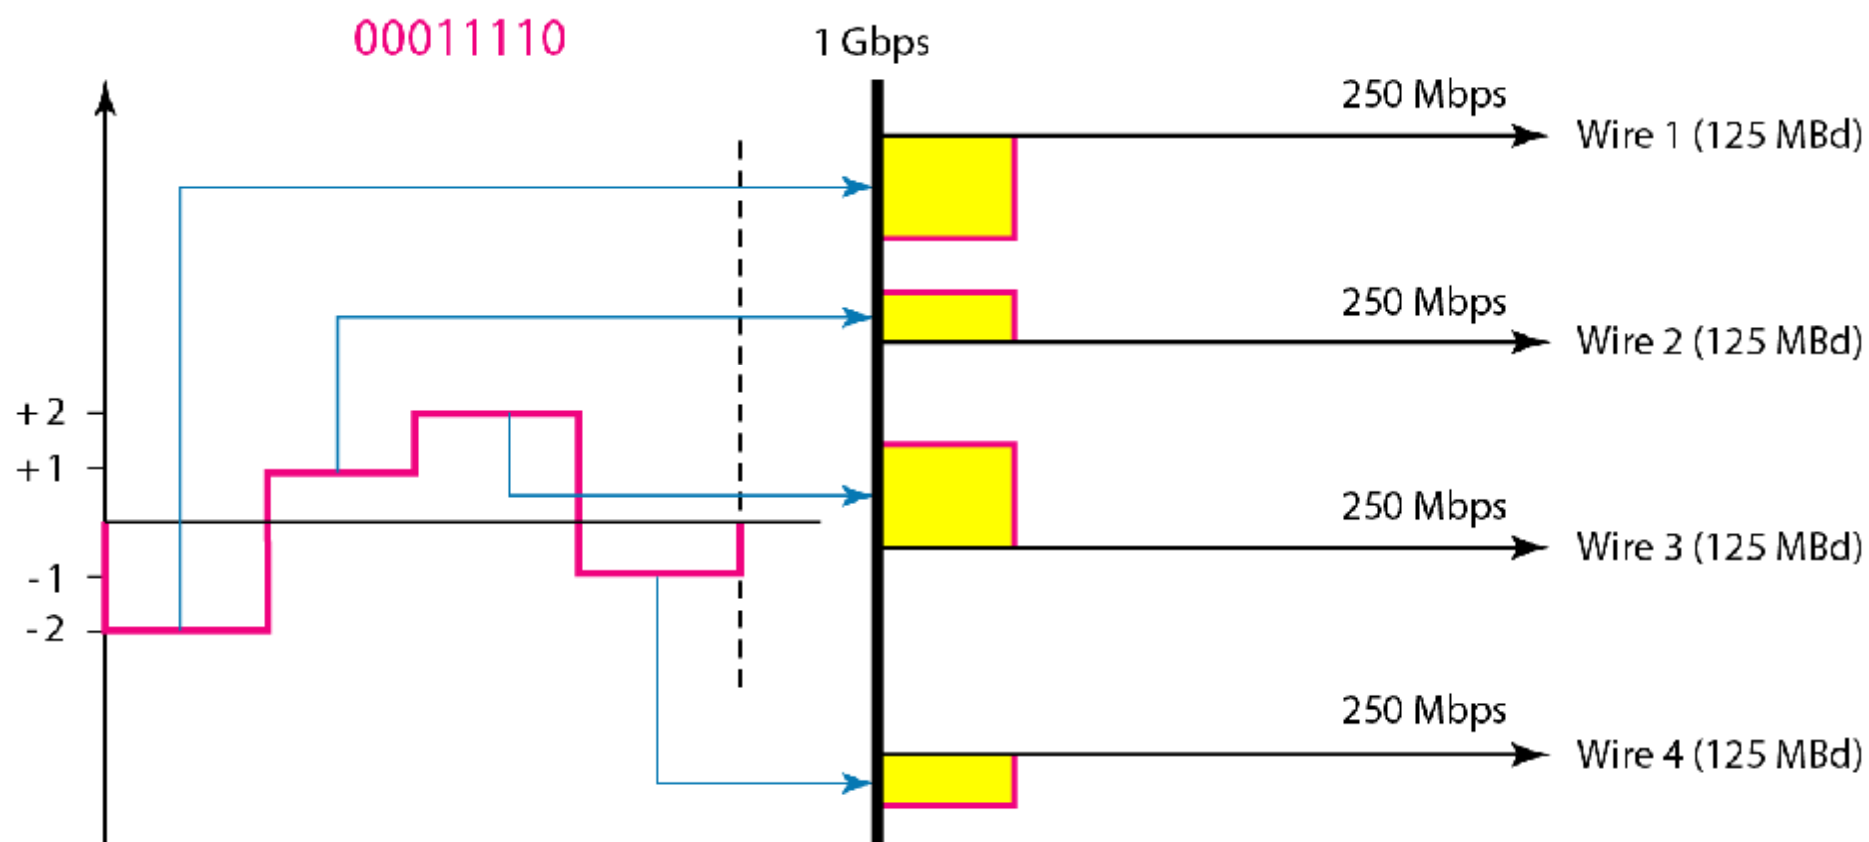 00011110
1 Gbps
250 Mbps
Wire 1 (125 MBd)
250 Mbps
Wire 2 (125 MBd)
+2
+1
250 Mbps
Wire 3 (125 MBd)
-1
-2
250 Mbps
Wire 4 (125 MBd)